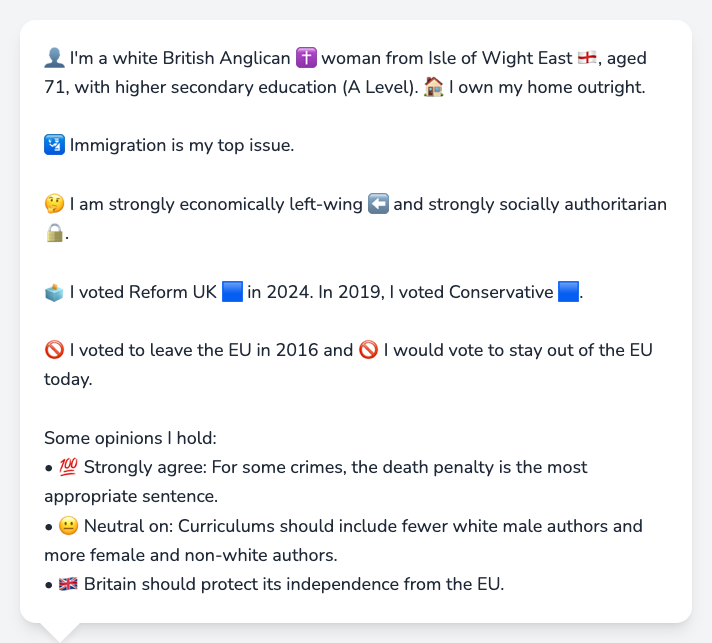 👤 I'm a white British Anglican ✝️ woman from Isle of Wight East 🏴󠁧󠁢󠁥󠁮󠁧󠁿, aged
71, with higher secondary education (A Level). 🏠 I own my home outright.
🛂 Immigration is my top issue.
🤔 I am strongly economically left-wing ⬅️ and strongly socially authoritarian
🔒.
🗳️ I voted Reform UK 🟦 in 2024. In 2019, I voted Conservative 🟦.
🚫 I voted to leave the EU in 2016 and 🚫 I would vote to stay out of the EU
today.
Some opinions I hold:
• 💯 Strongly agree: For some crimes, the death penalty is the most
appropriate sentence.
• 😐 Neutral on: Curriculums should include fewer white male authors and
more female and non-white authors.
• 🇬🇧 Britain should protect its independence from the EU.